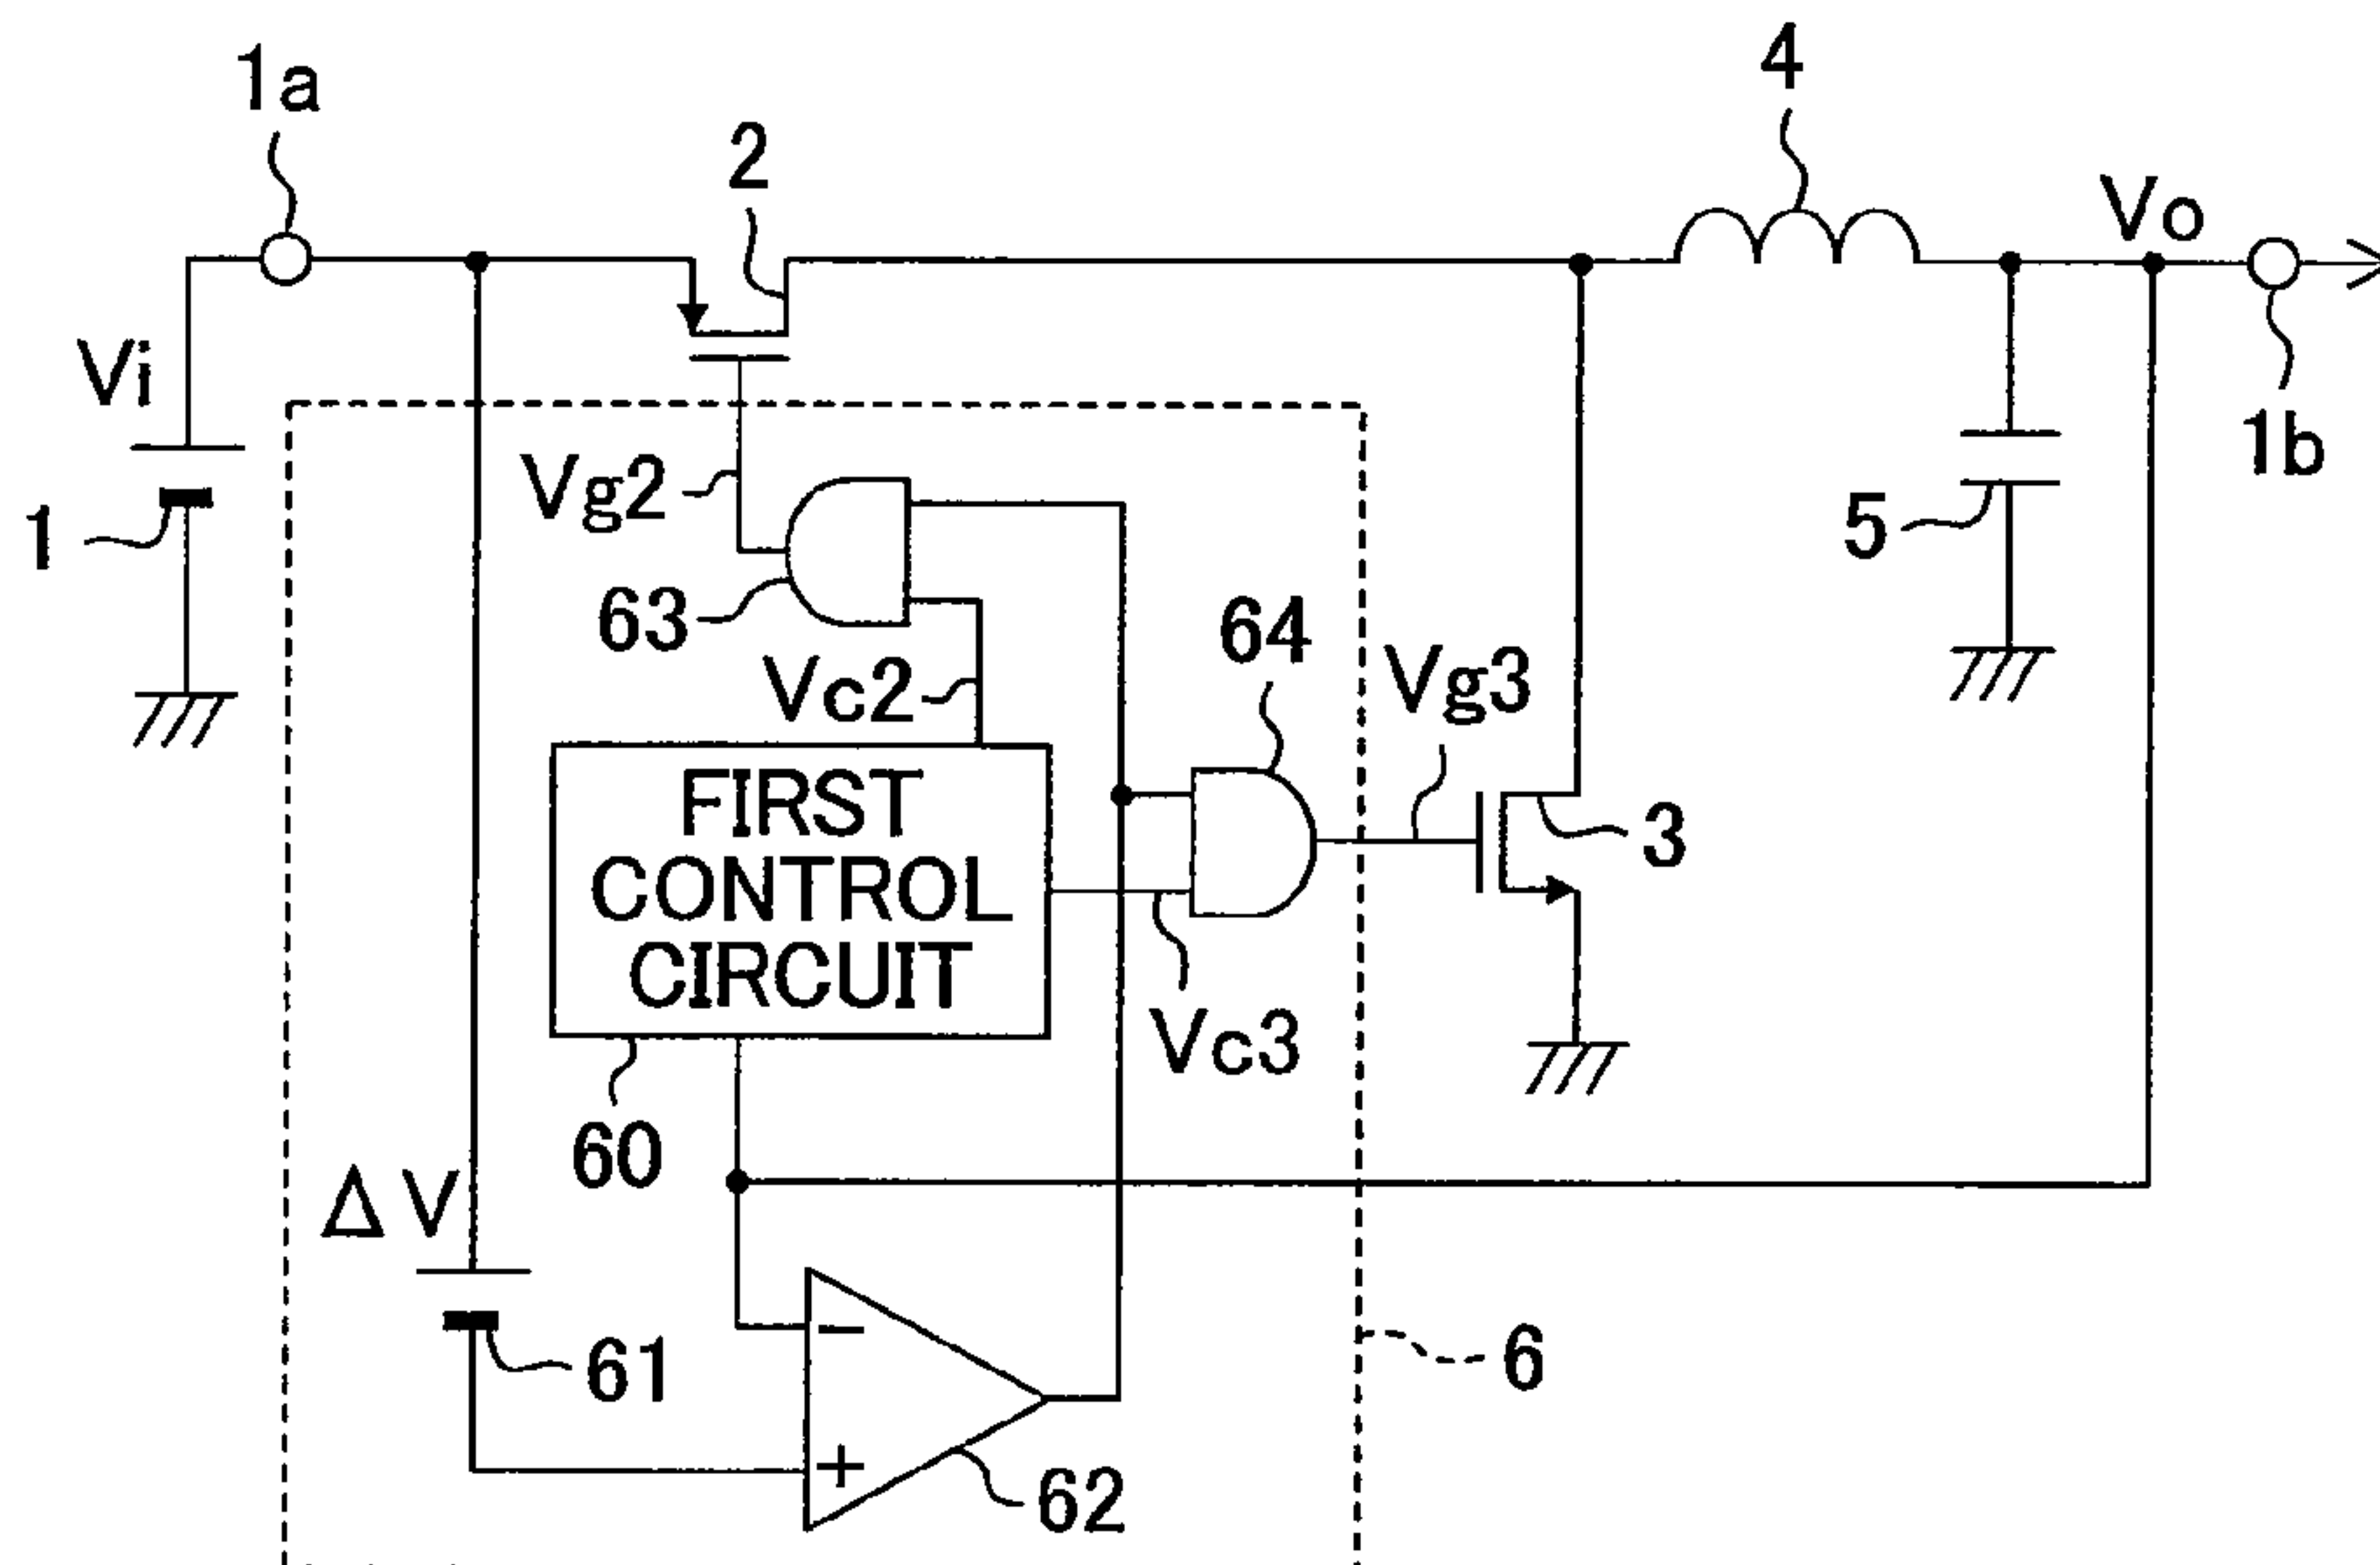 1a
4
2
Vo
Vi
1b
Vg2
1
5
63
64
Vc2
Vg3
FIRST
CONTROL
CIRCUIT
3
Vc3
60
ΔV
−
61
6
+
62